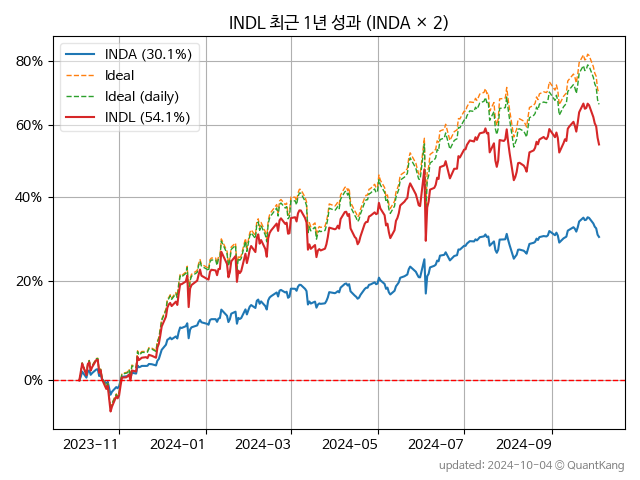 INDL 최근 1년 성과 (INDA × 2)
INDA (30.1%)
Ideal
Ideal (daily)
INDL (54.1%)
80%
60%
40%
20%
0%
2023-11 2024-01 2024-03 2024-05 2024-07 2024-09
updated: 2024-10-04 © QuantKang